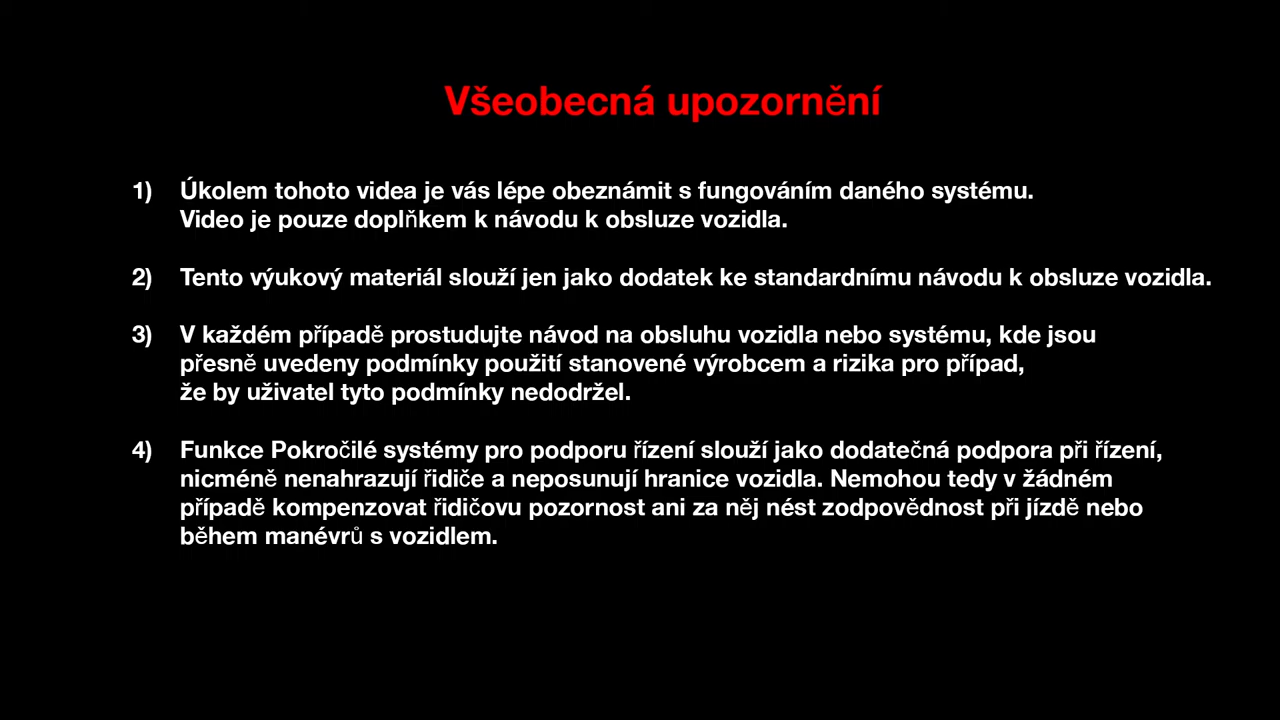 Všeobecná upozornění
1) Úkolem tohoto videa je vás lépe obeznámit s fungováním daného systému.
Video je pouze doplňkem k návodu k obsluze vozidla.
2) Tento výukový materiál slouží jen jako dodatek ke standardnímu návodu k obsluze vozidla.
3) V každém případě prostudujte návod na obsluhu vozidla nebo systému, kde jsou
přesně uvedeny podmínky použití stanovené výrobcem a rizika pro případ,
že by uživatel tyto podmínky nedodržel.
4) Funkce Pokročilé systémy pro podporu řízení slouží jako dodatečná podpora při řízení,
nicméně nenahrazují řidiče a neposunují hranice vozidla. Nemohou tedy v žádném
případě kompenzovat řidičovu pozornost ani za něj nést zodpovědnost při jízdě nebo
během manévrů s vozidlem.